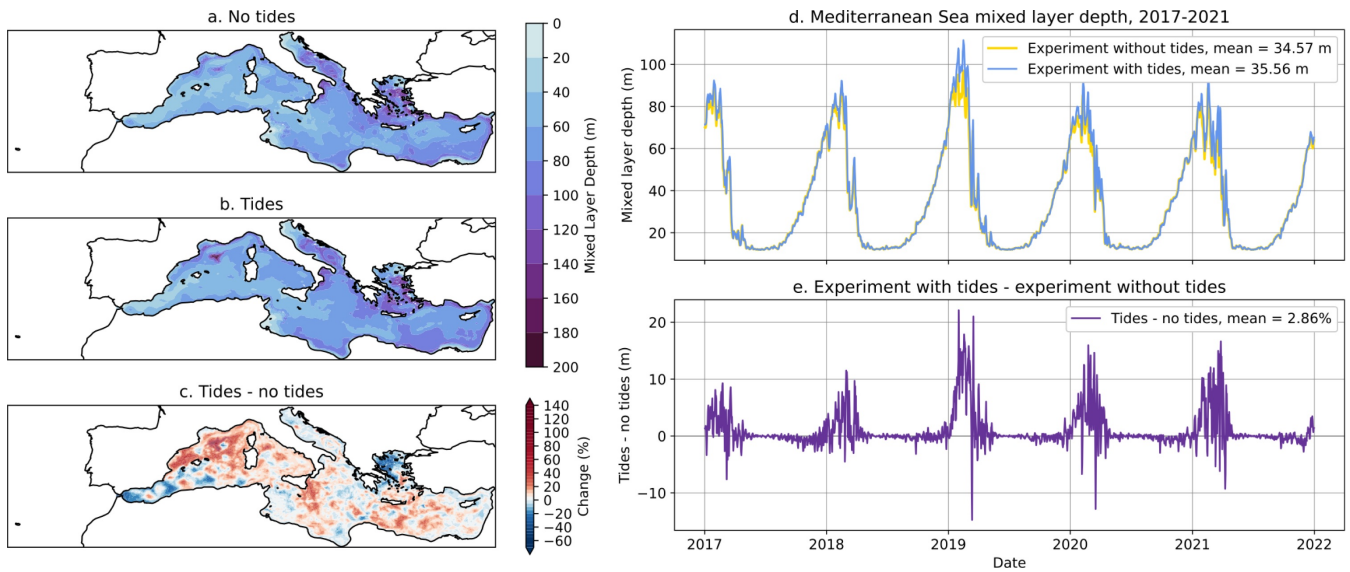 a. No tides
0
20
40
60
80
100
120
140
160
180
200
Mixed Layer Depth (m)
b. Tides
c. Tides - no tides
140
120
100
80
60
40
20
0
−20
−40
−60
Change (%)
d. Mediterranean Sea mixed layer depth, 2017-2021
Experiment without tides, mean = 34.57 m
Experiment with tides, mean = 35.56 m
100
80
60
40
20
Mixed layer depth (m)
e. Experiment with tides - experiment without tides
Tides - no tides, mean = 2.86%
20
10
0
−10
Tides - no tides (m)
2017
2018
2019
2020
2021
2022
Date